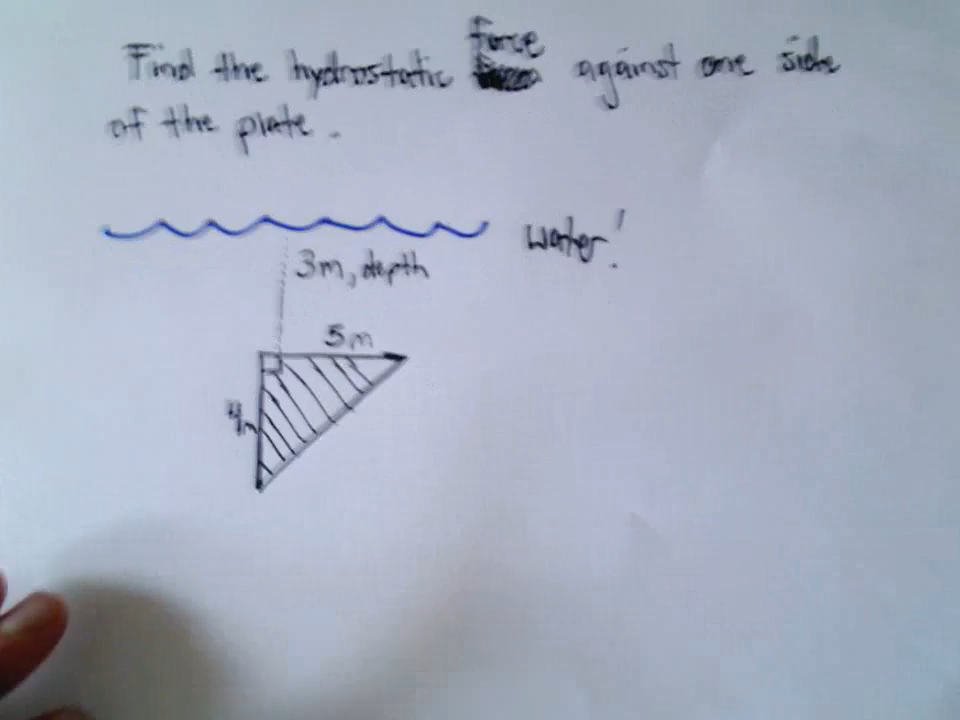 Find the hydrostatic force against one side
of the plate.
water!
3m, depth
5m
4m